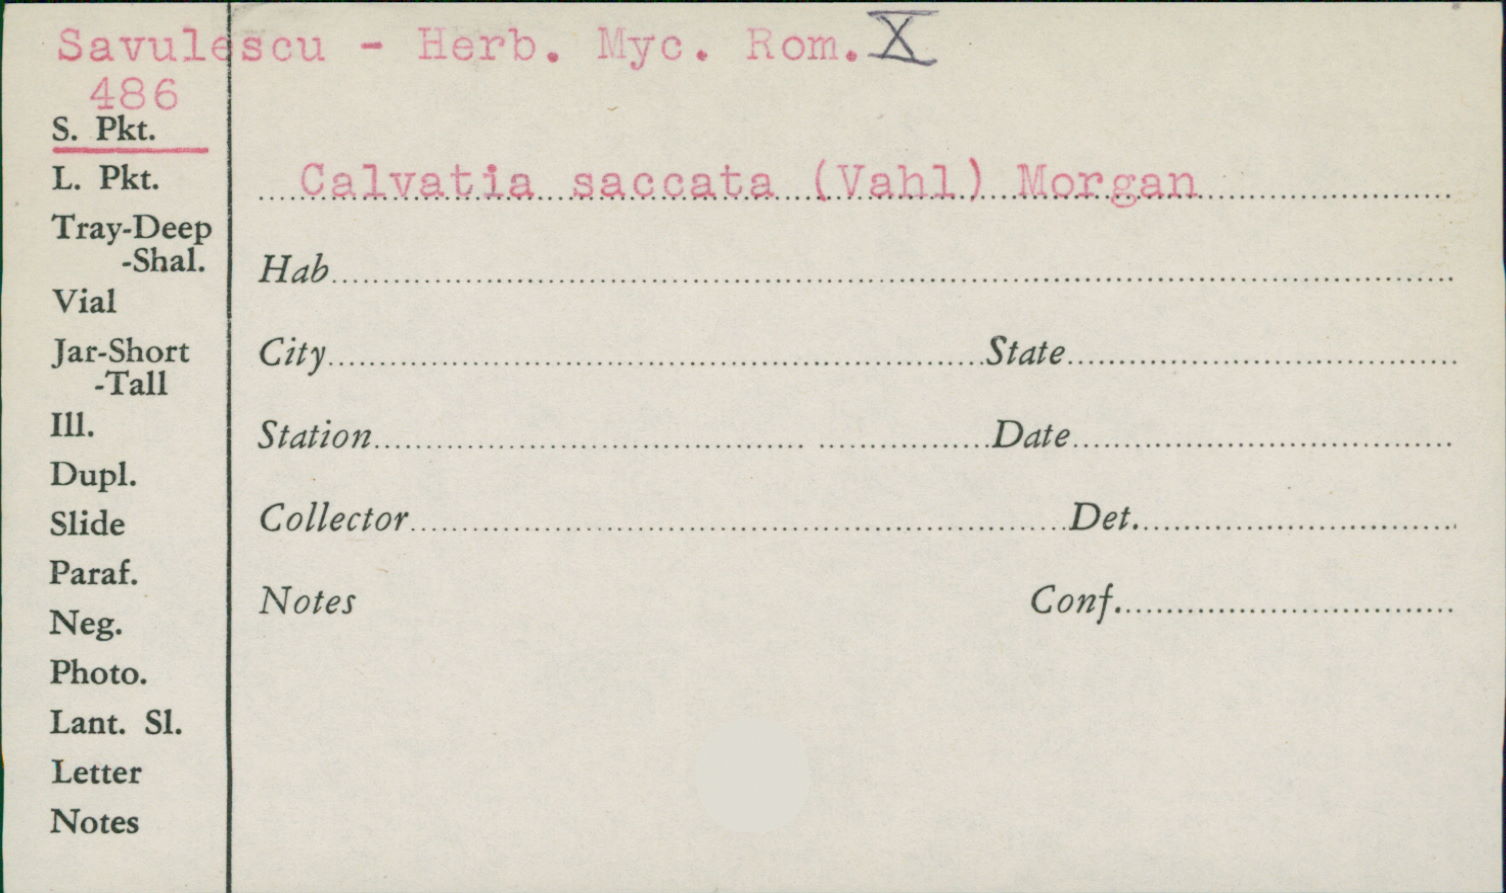 Savulescu - Herb. Myc. Rom. X
486
S. Pkt.
L. Pkt.
Calvatia saccata (Vahl) Morgan
Tray-Deep
-Shal.
Hab
Vial
Jar-Short
-Tall
City State
Ill.
Station Date
Dupl.
Slide
Collector Det.
Paraf.
Neg.
Notes Conf.
Photo.
Lant. Sl.
Letter
Notes